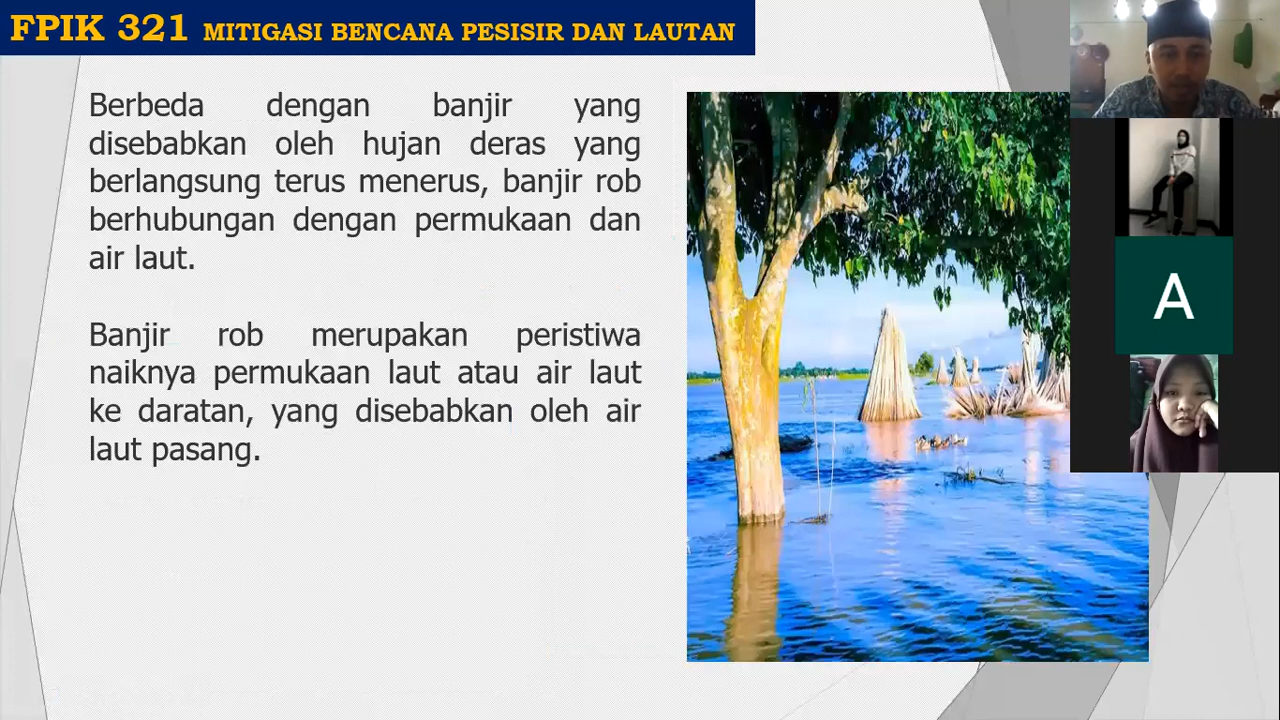 FPIK 321 MITIGASI BENCANA PESISIR DAN LAUTAN
Berbeda dengan banjir yang
disebabkan oleh hujan deras yang
berlangsung terus menerus, banjir rob
berhubungan dengan permukaan dan
air laut.
Banjir rob merupakan peristiwa
naiknya permukaan laut atau air laut
ke daratan, yang disebabkan oleh air
laut pasang.
A